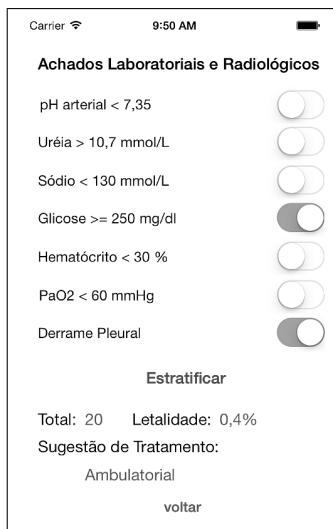 Carrier 9:50 AM
Achados Laboratoriais e Radiológicos
pH arterial < 7,35
Uréia > 10,7 mmol/L
Sódio < 130 mmol/L
Glicose >= 250 mg/dl
Hematócrito < 30 %
PaO2 < 60 mmHg
Derrame Pleural
Estratificar
Total: 20 Letalidade: 0,4%
Sugestão de Tratamento:
Ambulatorial
voltar